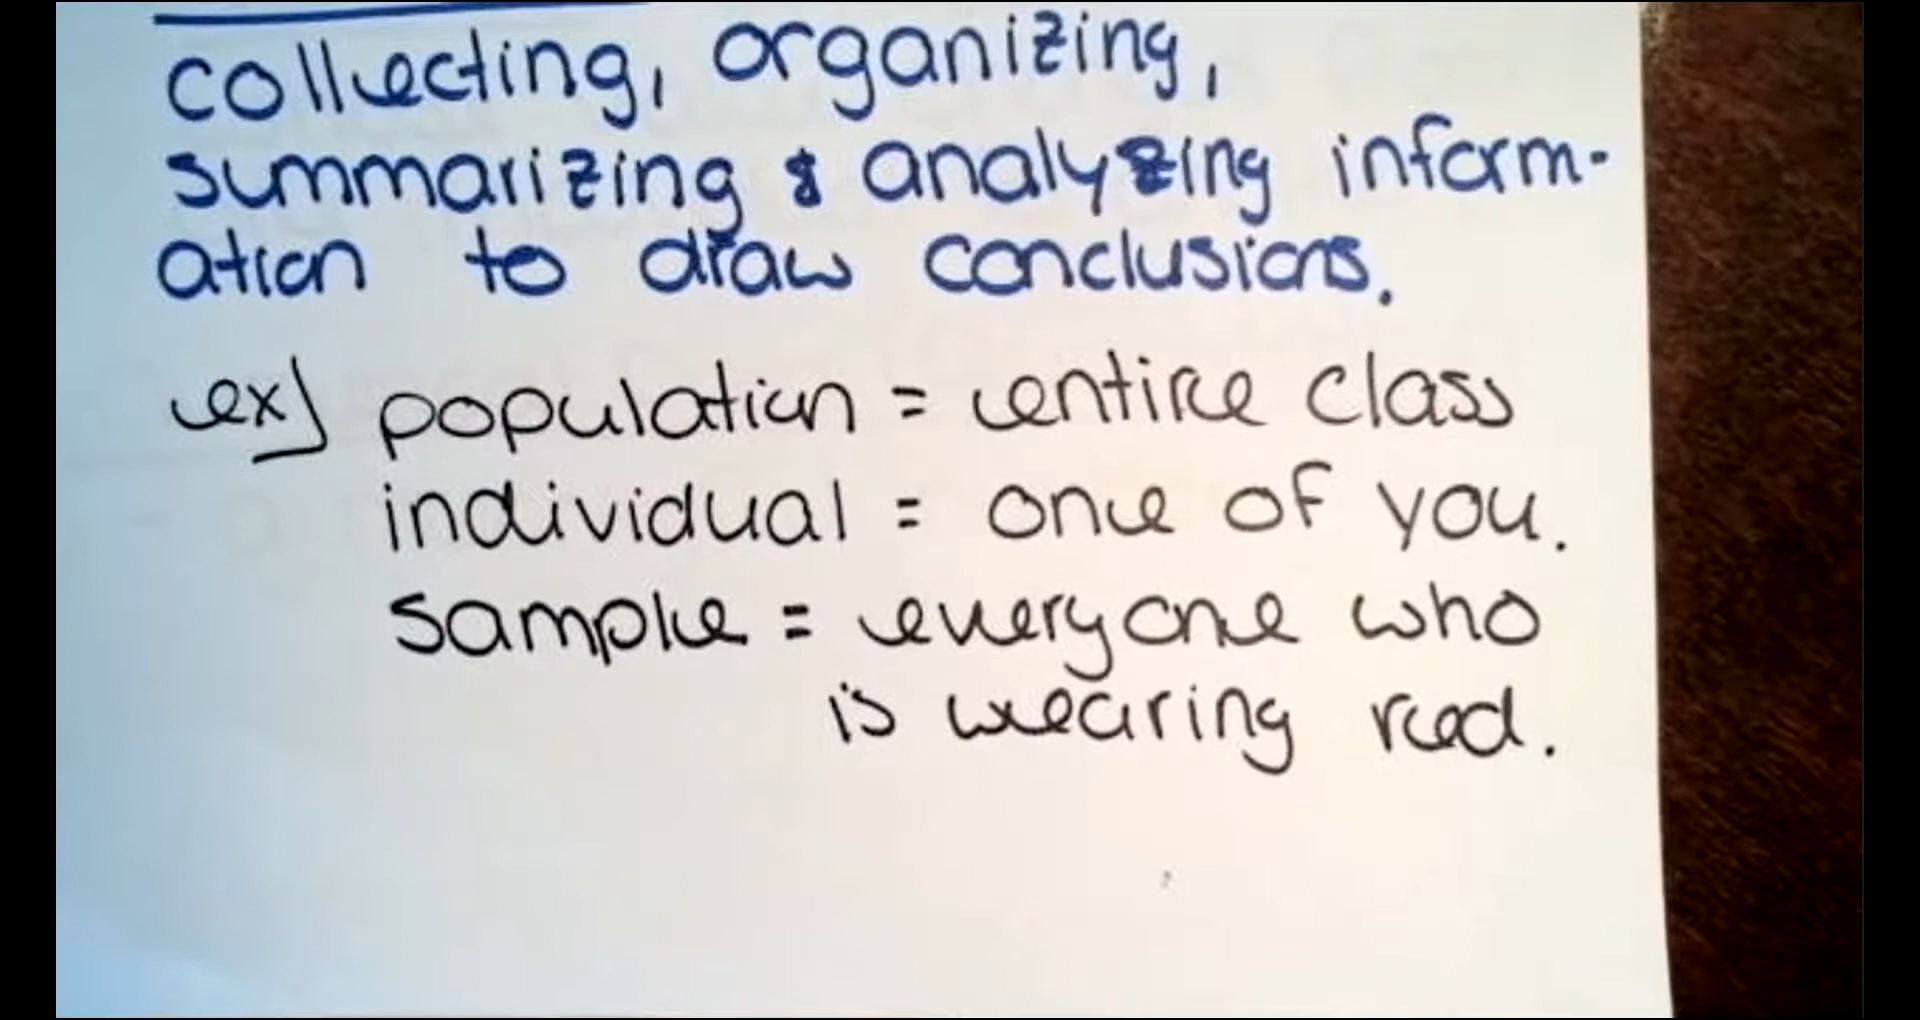 collecting, organizing,
summarizing & analyzing inform-
ation to draw conclusions.
ex) population = entire class
individual = one of you.
sample = everyone who
is wearing red.